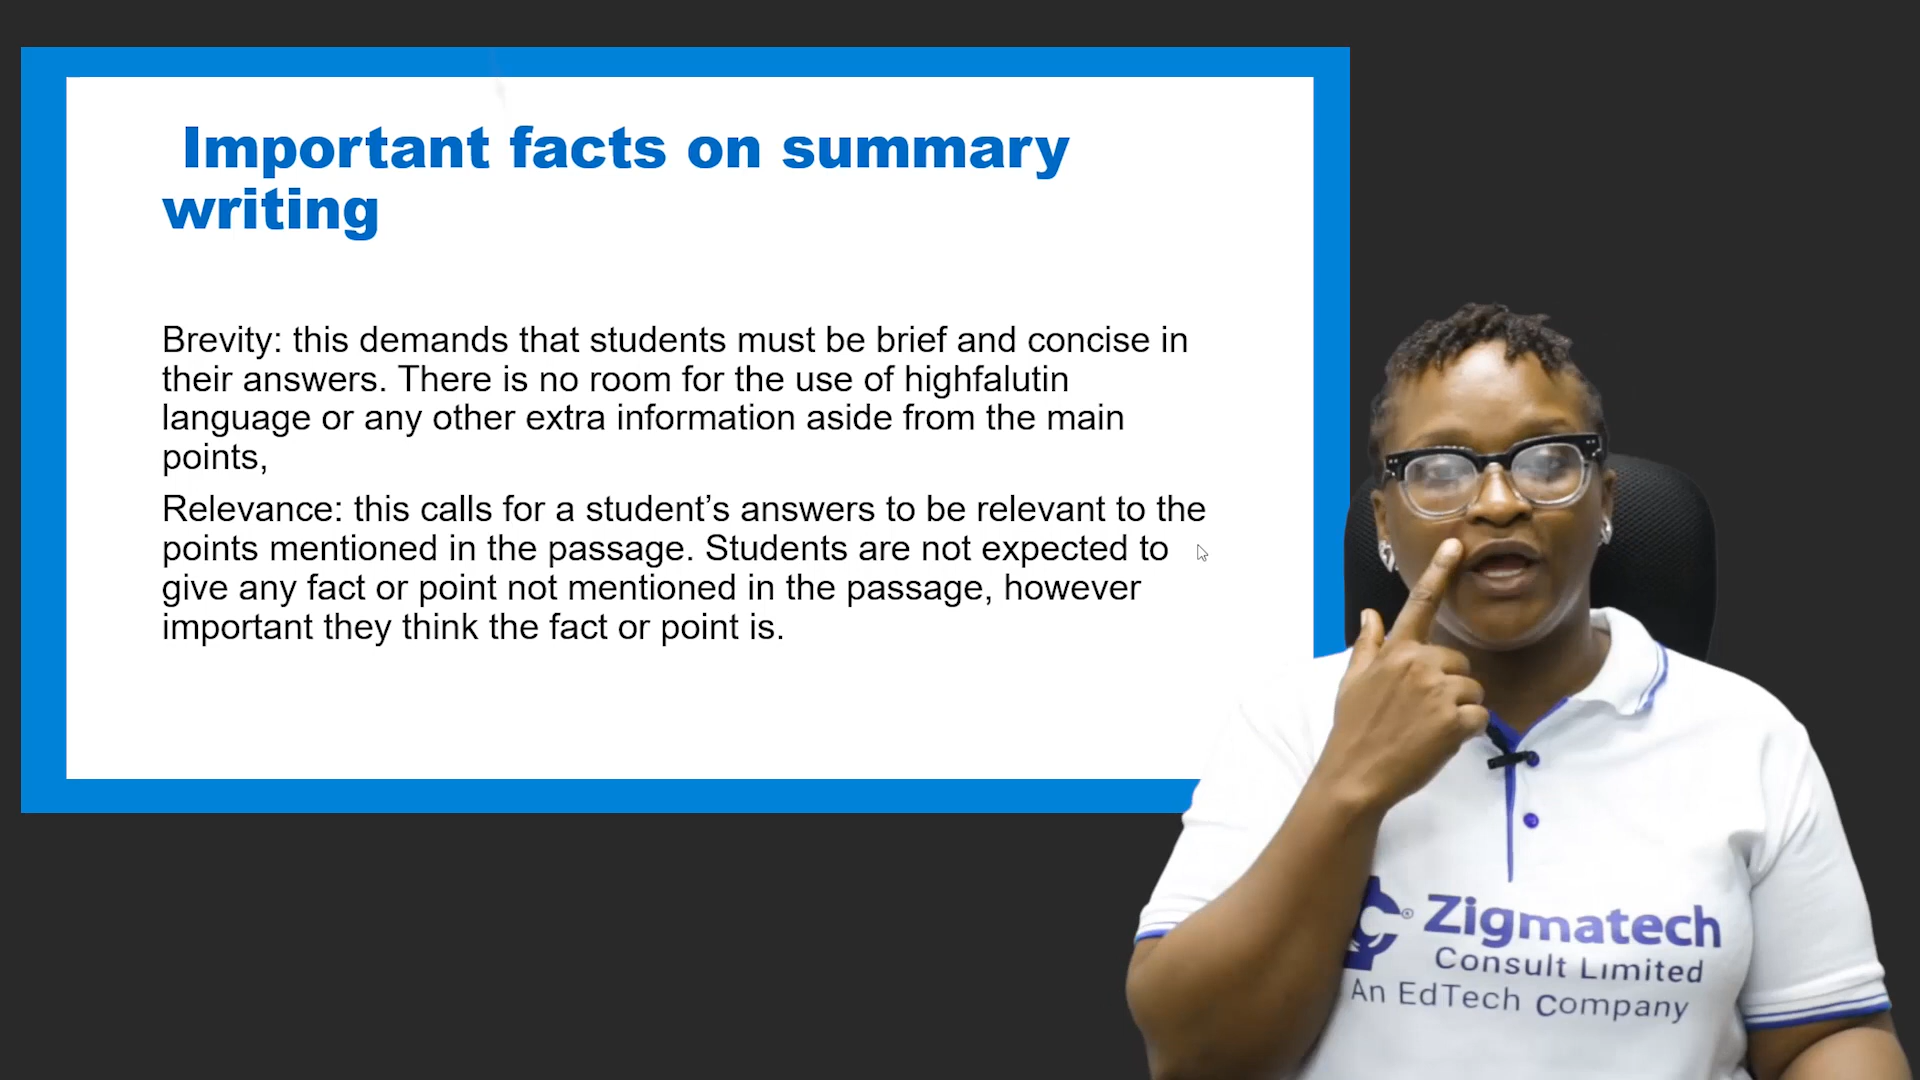 Important facts on summary
writing
Brevity: this demands that students must be brief and concise in
their answers. There is no room for the use of highfalutin
language or any other extra information aside from the main
points,
Relevance: this calls for a student’s answers to be relevant to the
points mentioned in the passage. Students are not expected to
give any fact or point not mentioned in the passage, however
important they think the fact or point is.
® Zigmatech
Consult Limited
An EdTech Company